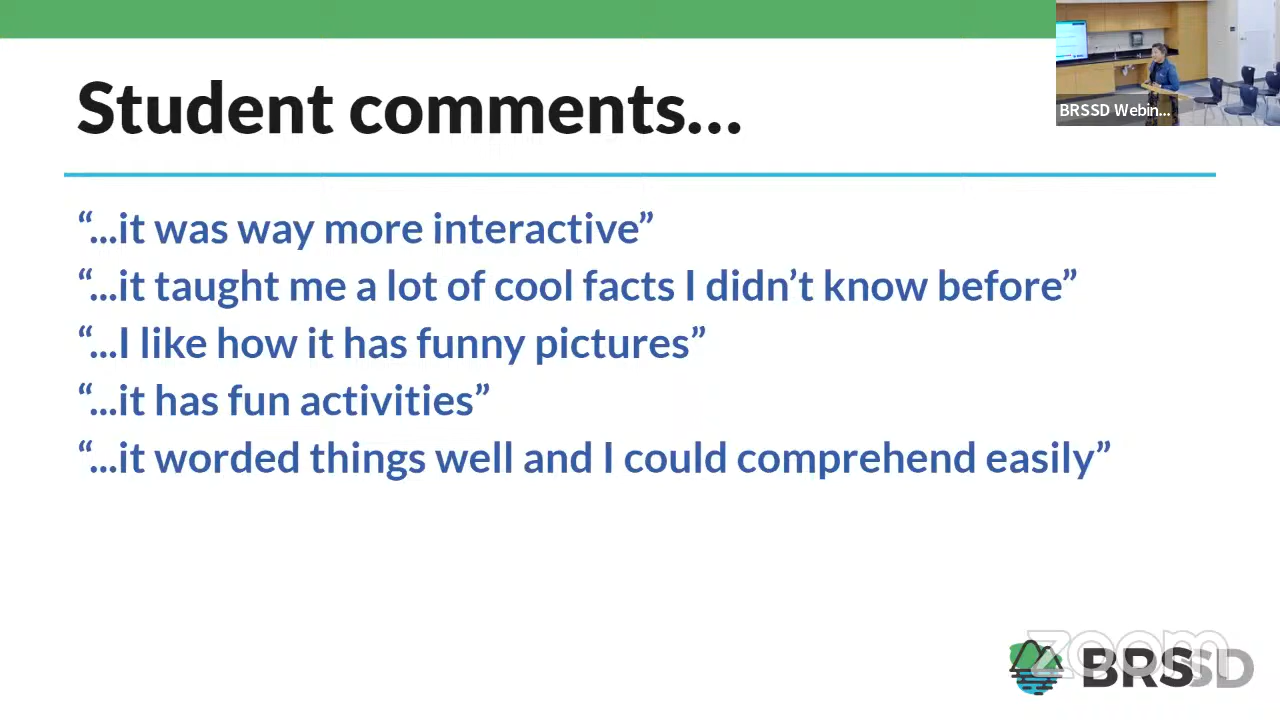 Student comments...
BRSSD Webin...
“...it was way more interactive”
“...it taught me a lot of cool facts I didn’t know before”
“...I like how it has funny pictures”
“...it has fun activities”
“...it worded things well and I could comprehend easily”
zoom
BRSSD